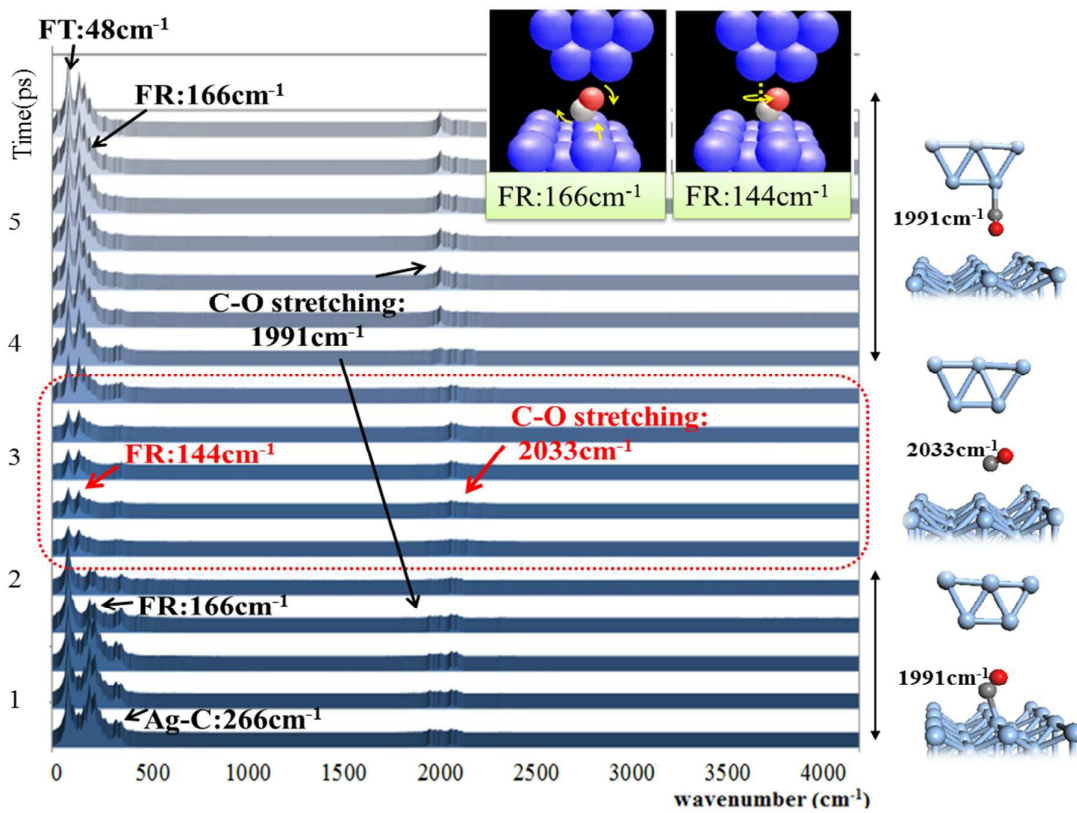 FT:48cm⁻¹
FR:166cm⁻¹
FR:166cm⁻¹
FR:144cm⁻¹
Time(ps)
5
4
3
2
1
C-O stretching:
1991cm⁻¹
C-O stretching:
2033cm⁻¹
FR:144cm⁻¹
FR:166cm⁻¹
Ag-C:266cm⁻¹
0 500 1000 1500 2000 2500 3000 3500 4000
wavenumber (cm⁻¹)
1991cm⁻¹
2033cm⁻¹
1991cm⁻¹